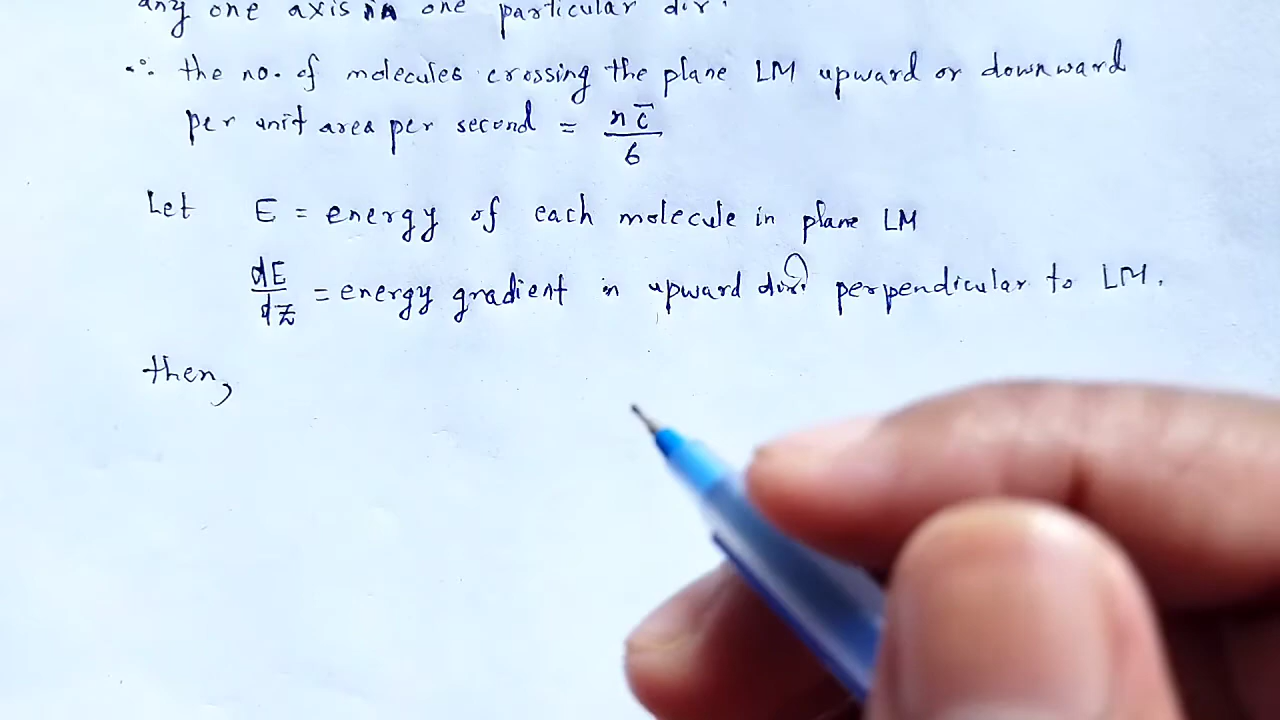 any one axis in one particular dir.
∴ the no. of molecules crossing the plane LM upward or downward
per unit area per second = n c̄ / 6
Let E = energy of each molecule in plane LM
dE/dz = energy gradient in upward dirⁿ perpendicular to LM.
then,